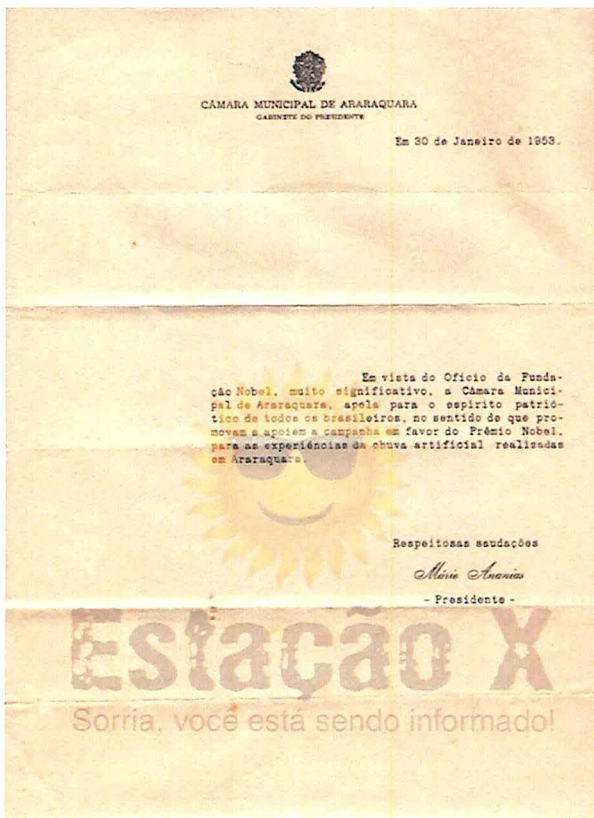 CÂMARA MUNICIPAL DE ARARAQUARA
GABINETE DO PRESIDENTE
Em 30 de Janeiro de 1953.
Em vista do Ofício da Funda-
ção Nobel, muito significativo, a Câmara Munici-
pal de Araraquara, apela para o espirito patrió-
tico de todos os brasileiros, no sentido de que pro-
movam e apoiem a campanha em favor do Prêmio Nobel,
para as experiências da chuva artificial realizadas
em Araraquara.
Respeitosas saudações
Mário Ananias
- Presidente -
Estação X
Sorria, você está sendo informado!